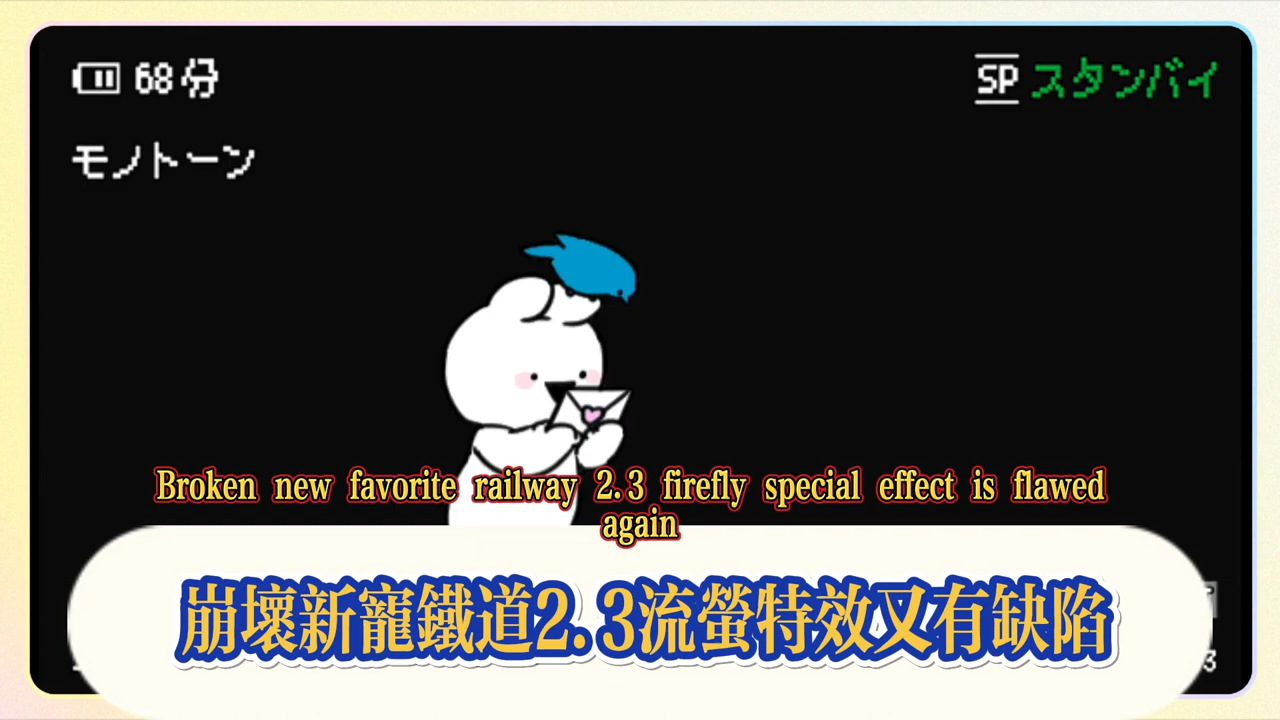 68分
SP スタンバイ
モノトーン
Broken new favorite railway 2.3 firefly special effect is flawed
again
崩壞新寵鐵道2.3流螢特效又有缺陷
3